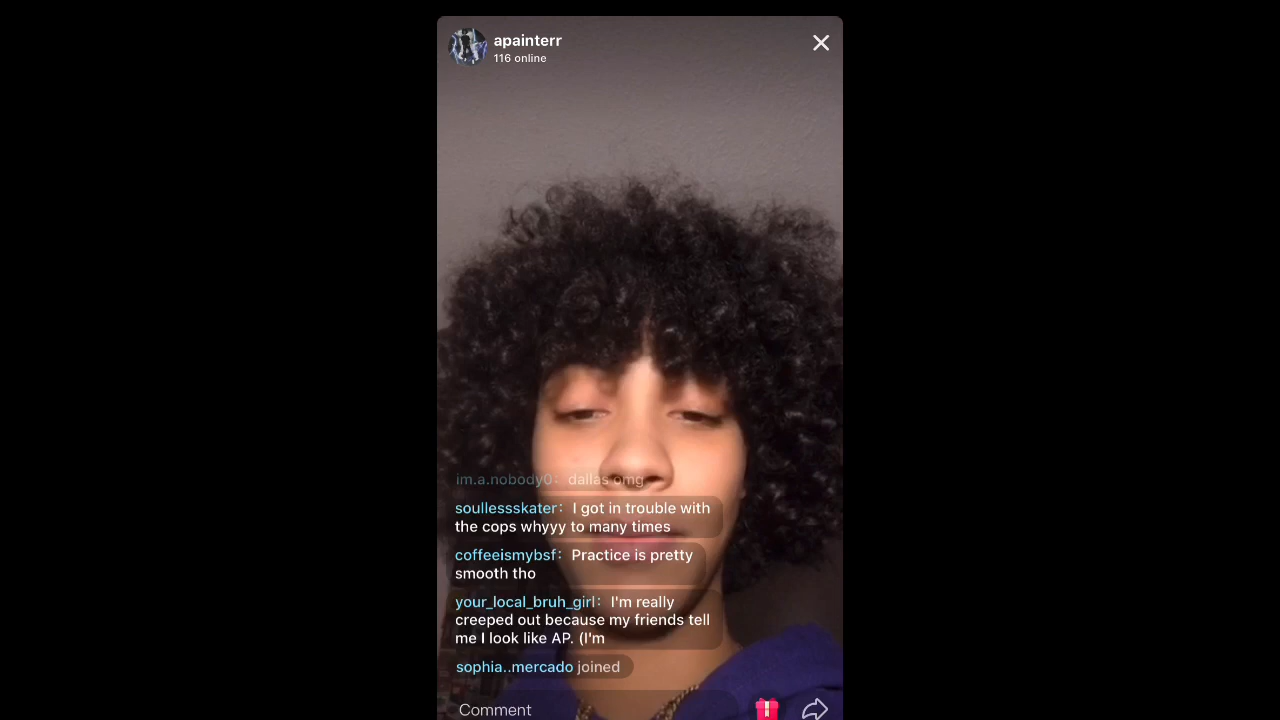 apainterr
116 online
im.a.nobody0: dallas omg
soullessskater: I got in trouble with
the cops whyyy to many times
coffeeismybsf: Practice is pretty
smooth tho
your_local_bruh_girl: I'm really
creeped out because my friends tell
me I look like AP. (I'm
sophia..mercado joined
Comment